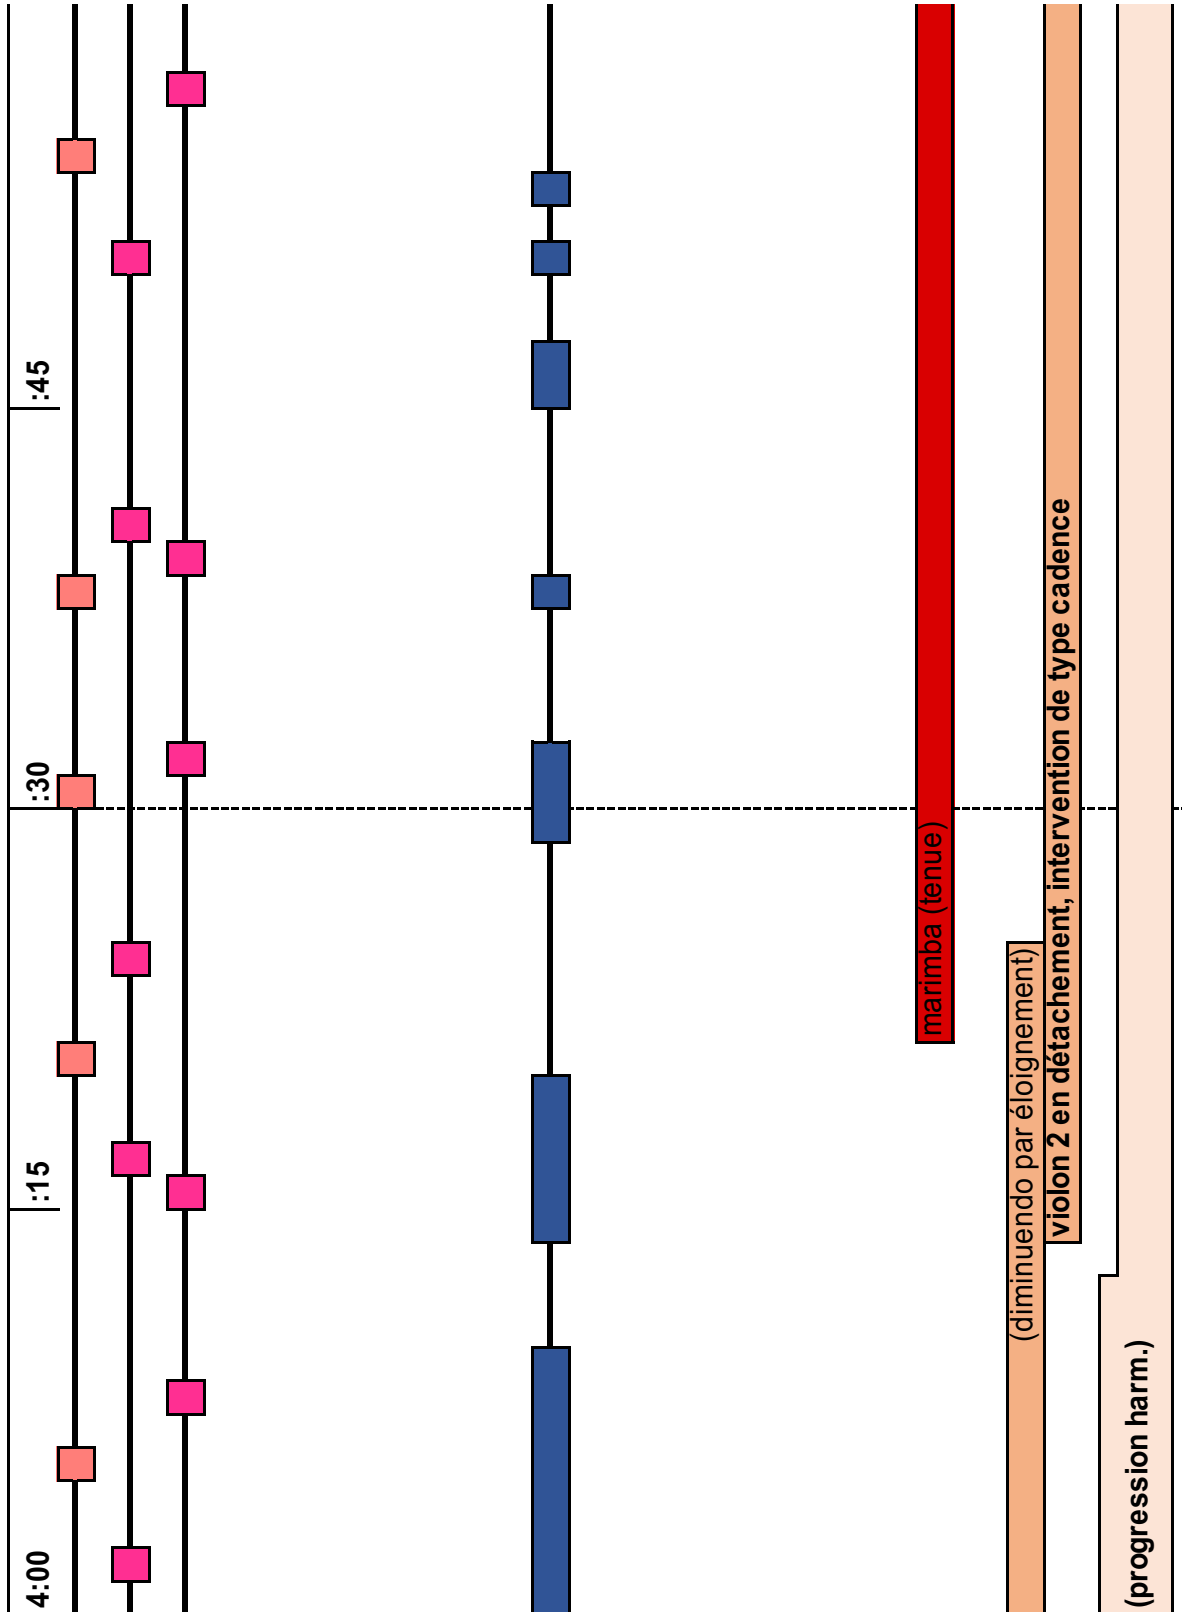 4:00
:15
:30
:45
marimba (tenue)
(diminuendo par éloignement)
violon 2 en détachement, intervention de type cadence
(progression harm.)